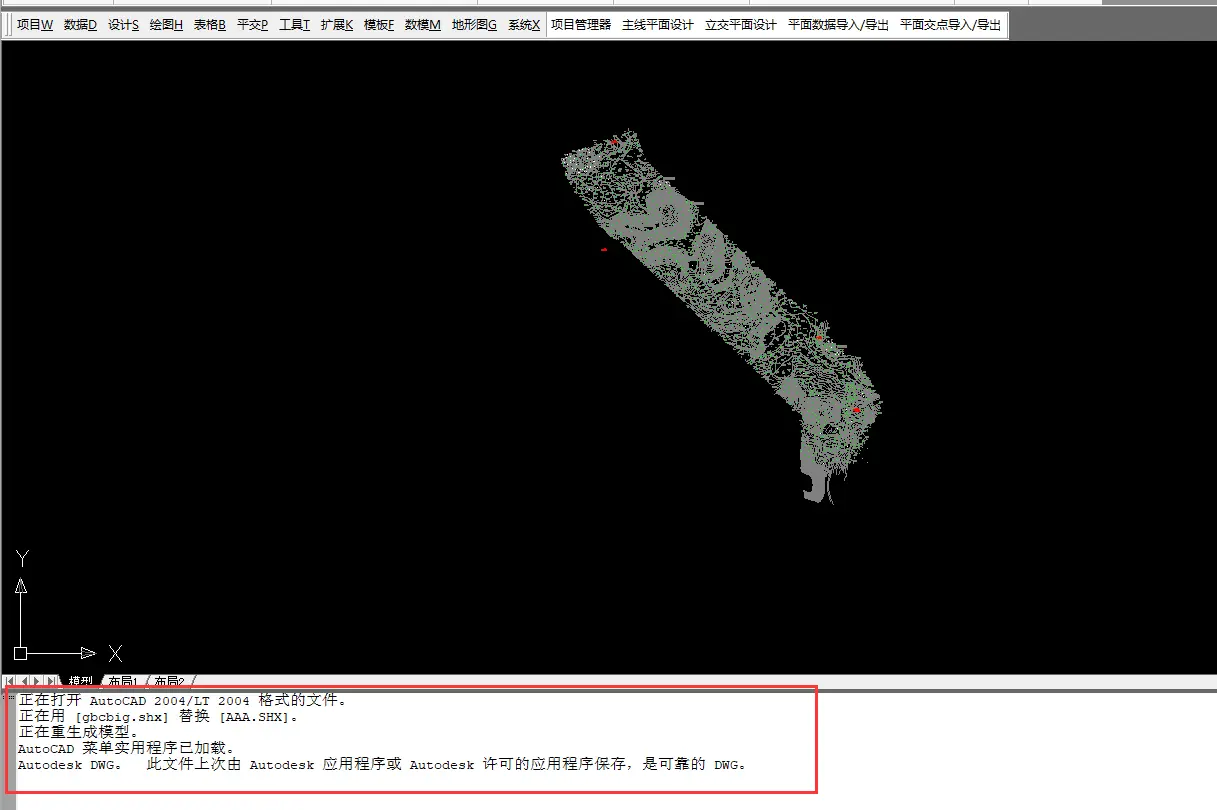 项目W 数据D 设计S 绘图H 表格B 平交P 工具T 扩展K 模板F 数模M 地形图G 系统X 项目管理器 主线平面设计 立交平面设计 平面数据导入/导出 平面交点导入/导出
Y
X
模型 布局1 布局2
正在打开 AutoCAD 2004/LT 2004 格式的文件。
正在用 [gbcbig.shx] 替换 [AAA.SHX]。
正在重生成模型。
AutoCAD 菜单实用程序已加载。
Autodesk DWG。 此文件上次由 Autodesk 应用程序或 Autodesk 许可的应用程序保存，是可靠的 DWG。